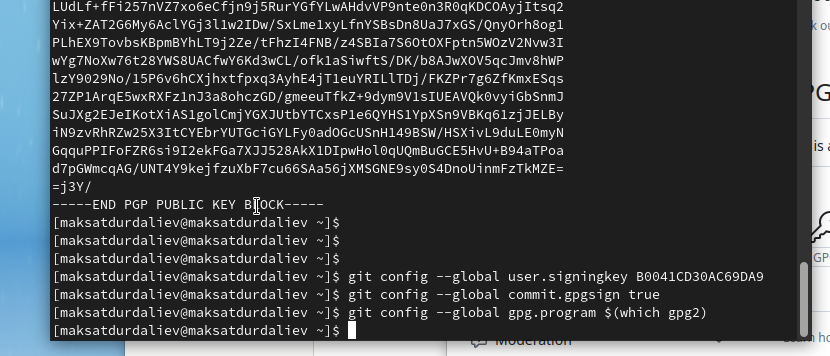 LUdLf+fFi257nVZ7xo6eCfjn9j5RurYGfYLwAHdvVP9nte0n3R0qKDCOAyjItsq2
Yix+ZAT2G6My6AclYGj3l1w2IDw/SxLme1xyLfnYSBsDn8UaJ7xGS/QnyOrh8og1
PLhEX9TovbsKBpmBYhLT9j2Ze/tFhzI4FNB/z4SBIa7S6OtOXFptn5WOzV2Nvw3I
wYg7NoXw76t28YWS8UACfwY6Kd3wCL/ofk1aSiwftS/DK/b8AJwXOV5qcJmv8hWP
lzY9029No/15P6v6hCXjhxtfpxq3AyhE4jT1euYRILlTDj/FKZPr7g6ZfKmxESqs
27ZP1ArqE5wxRXFz1nJ3a8ohczGD/gmeeuTfkZ+9dym9V1sIUEAVQk0vyiGbSnmJ
SuJXg2EJeIKotXiAS1golCmjYGXJUtbYTCxsP1e6QYHS1YpXSn9VBKq61zjJELBy
iN9zvRhRZw25X3ItCYEbrYUTGciGYLFy0adOGcUSnH149BSW/HSXivL9duLE0myN
GqquPPIFoFZR6si9I2ekFGa7XJJ528AkX1DIpwHol0qUQmBuGCE5HvU+B94aTPoa
d7pGWmcqAG/UNT4Y9kejfzuXbF7cu66SAa56jXMSGNE9sy0S4DnoUinmFzTkMZE=
=j3Y/
-----END PGP PUBLIC KEY BLOCK-----
[maksatdurdaliev@maksatdurdaliev ~]$
[maksatdurdaliev@maksatdurdaliev ~]$
[maksatdurdaliev@maksatdurdaliev ~]$
[maksatdurdaliev@maksatdurdaliev ~]$ git config --global user.signingkey B0041CD30AC69DA9
[maksatdurdaliev@maksatdurdaliev ~]$ git config --global commit.gpgsign true
[maksatdurdaliev@maksatdurdaliev ~]$ git config --global gpg.program $(which gpg2)
[maksatdurdaliev@maksatdurdaliev ~]$
Moderation